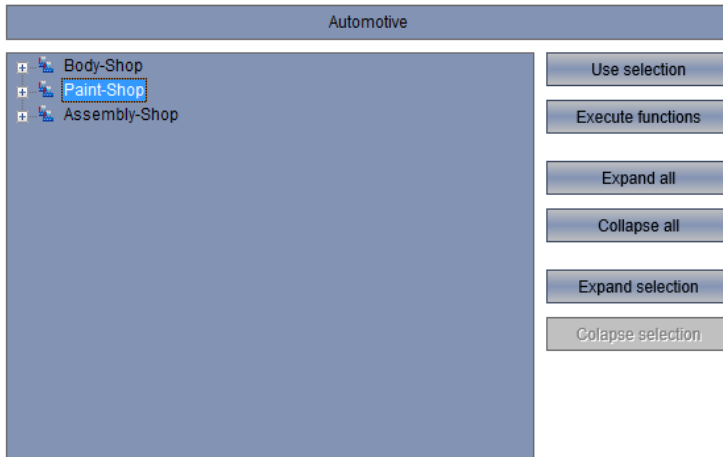 Automotive
Body-Shop
Paint-Shop
Assembly-Shop
Use selection
Execute functions
Expand all
Collapse all
Expand selection
Colapse selection